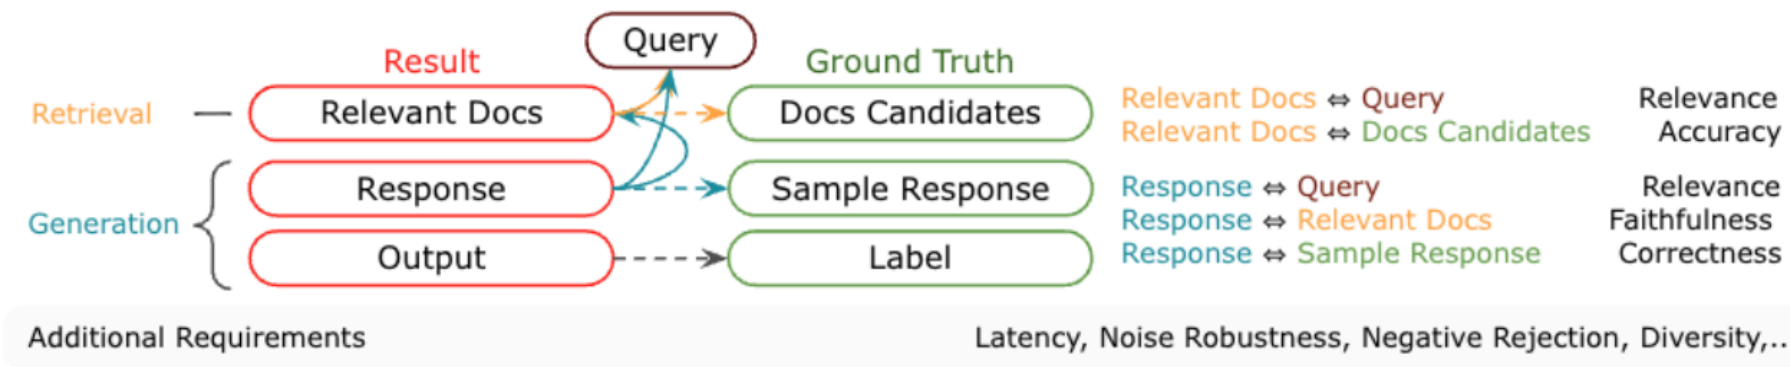 Query
Result
Ground Truth
Retrieval
Relevant Docs
Docs Candidates
Relevant Docs ⇔ Query Relevance
Relevant Docs ⇔ Docs Candidates Accuracy
Generation
Response
Sample Response
Response ⇔ Query Relevance
Response ⇔ Relevant Docs Faithfulness
Response ⇔ Sample Response Correctness
Output
Label
Additional Requirements
Latency, Noise Robustness, Negative Rejection, Diversity,..